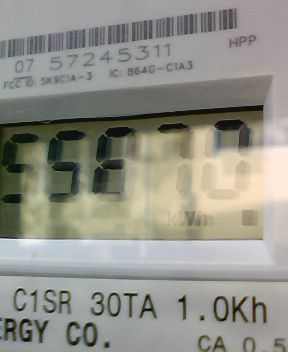 07 57245311
HPP
FCC ID: SK9C1A-3 IC: 864G-C1A3
kWm
C1SR 30TA 1.0Kh
ERGY CO.
CA 0.5